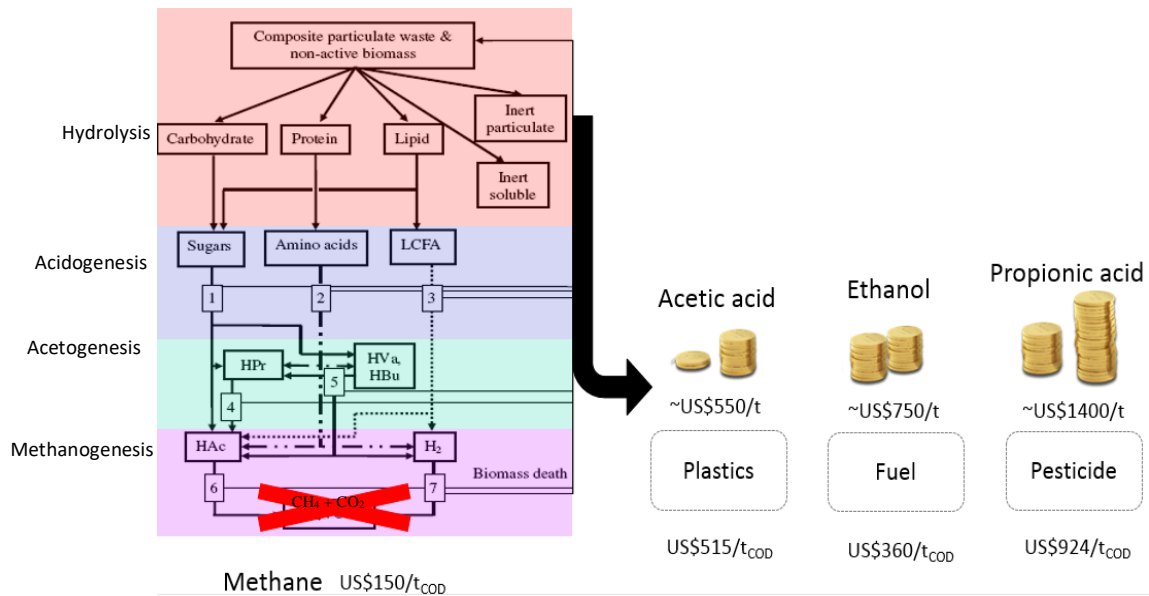 Composite particulate waste &
non-active biomass
Hydrolysis
Carbohydrate
Protein
Lipid
Inert
particulate
Inert
soluble
Acidogenesis
Sugars
Amino acids
LCFA
1
2
3
Acetogenesis
HPr
HVa,
HBu
5
4
Methanogenesis
HAc
H₂
Biomass death
6
7
CH₄ + CO₂
Methane US$150/tCOD
Acetic acid
~US$550/t
Plastics
US$515/tCOD
Ethanol
~US$750/t
Fuel
US$360/tCOD
Propionic acid
~US$1400/t
Pesticide
US$924/tCOD